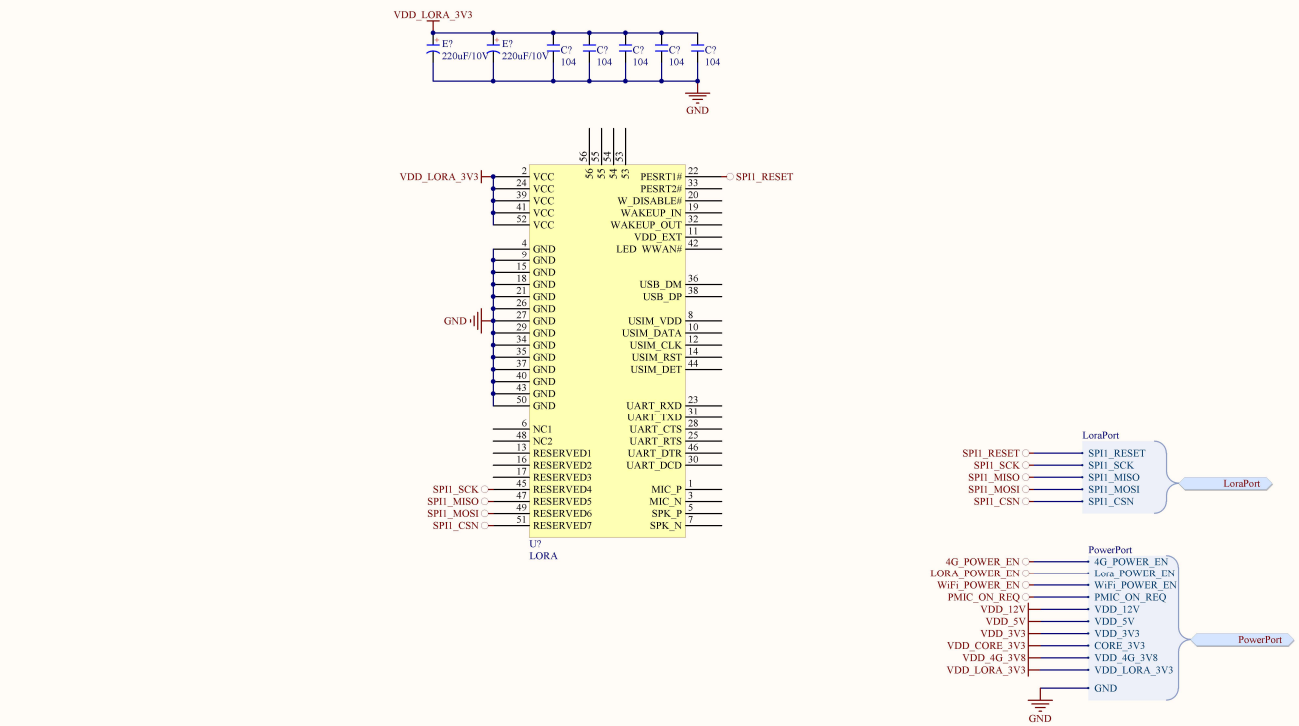 VDD_LORA_3V3
E? E? C? C? C? C? C?
220uF/10V 220uF/10V 104 104 104 104 104
GND
56 55 54 53
56 55 54 53
VDD_LORA_3V3 2 VCC PESRT1# 22 SPI1_RESET
24 VCC PESRT2# 33
39 VCC W_DISABLE# 20
41 VCC WAKEUP_IN 19
52 VCC WAKEUP_OUT 32
VDD_EXT 11
4 GND LED_WWAN# 42
9 GND
15 GND
18 GND USB_DM 36
21 GND USB_DP 38
26 GND
GND 27 GND USIM_VDD 8
29 GND USIM_DATA 10
34 GND USIM_CLK 12
35 GND USIM_RST 14
37 GND USIM_DET 44
40 GND
43 GND
50 GND UART_RXD 23
UART_TXD 31
6 NC1 UART_CTS 28
48 NC2 UART_RTS 25
13 RESERVED1 UART_DTR 46
16 RESERVED2 UART_DCD 30
17 RESERVED3
SPI1_SCK 45 RESERVED4 MIC_P 1
SPI1_MISO 47 RESERVED5 MIC_N 3
SPI1_MOSI 49 RESERVED6 SPK_P 5
SPI1_CSN 51 RESERVED7 SPK_N 7
U?
LORA
LoraPort
SPI1_RESET SPI1_RESET
SPI1_SCK SPI1_SCK
SPI1_MISO SPI1_MISO
SPI1_MOSI SPI1_MOSI
SPI1_CSN SPI1_CSN
LoraPort
PowerPort
4G_POWER_EN 4G_POWER_EN
LORA_POWER_EN Lora_POWER_EN
WiFi_POWER_EN WiFi_POWER_EN
PMIC_ON_REQ PMIC_ON_REQ
VDD_12V VDD_12V
VDD_5V VDD_5V
VDD_3V3 VDD_3V3
VDD_CORE_3V3 CORE_3V3
VDD_4G_3V8 VDD_4G_3V8
VDD_LORA_3V3 VDD_LORA_3V3
GND
PowerPort
GND